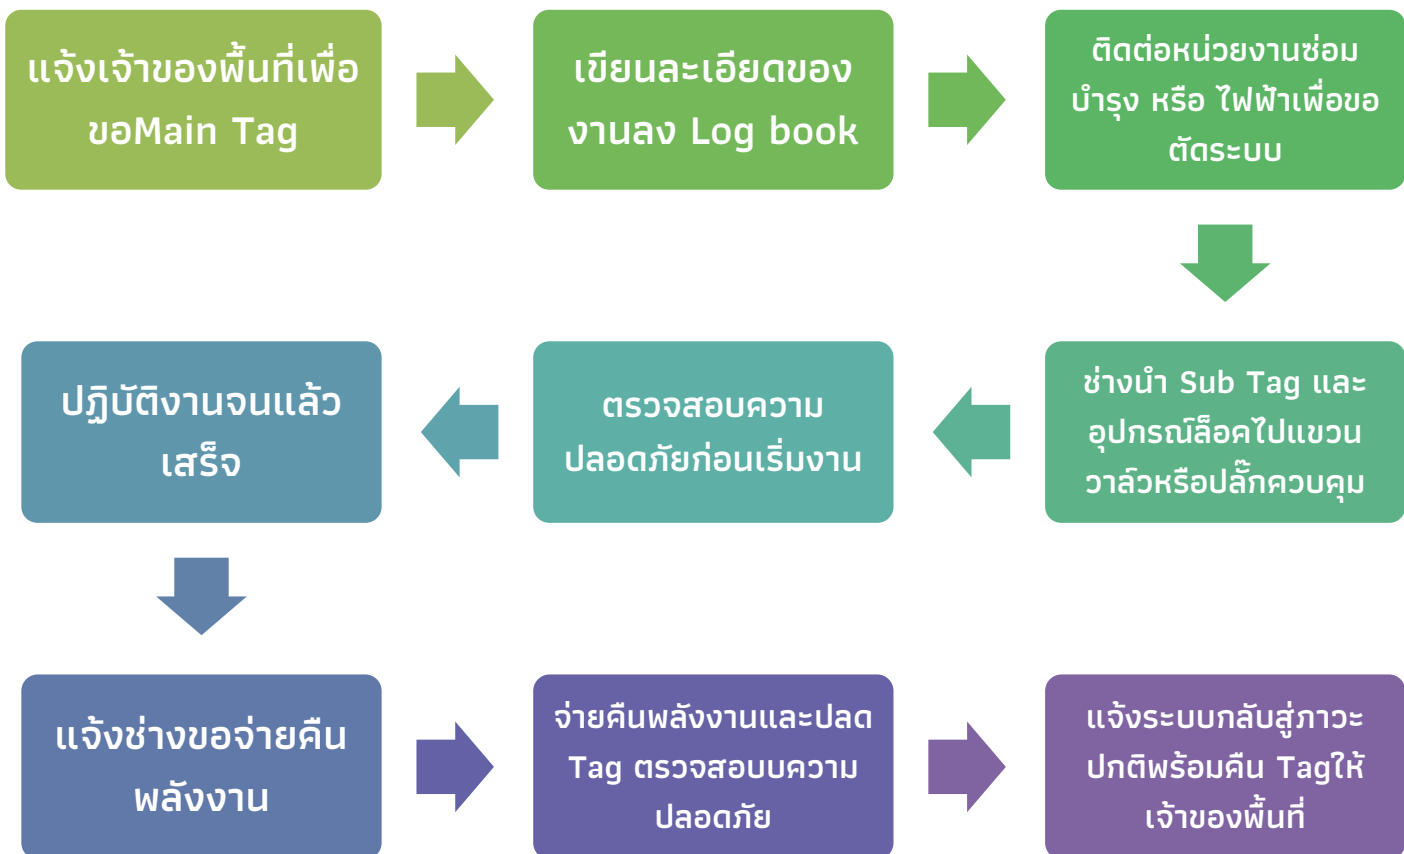 แจ้งเจ้าของพื้นที่เพื่อ
ขอMain Tag
เขียนละเอียดของ
งานลง Log book
ติดต่อหน่วยงานซ่อม
บำรุง หรือ ไฟฟ้าเพื่อขอ
ตัดระบบ
ช่างนำ Sub Tag และ
อุปกรณ์ล็อคไปแขวน
วาล์วหรือปลั๊กควบคุม
ตรวจสอบความ
ปลอดภัยก่อนเริ่มงาน
ปฏิบัติงานจนแล้ว
เสร็จ
แจ้งช่างขอจ่ายคืน
พลังงาน
จ่ายคืนพลังงานและปลด
Tag ตรวจสอบบความ
ปลอดภัย
แจ้งระบบกลับสู่ภาวะ
ปกติพร้อมคืน Tagให้
เจ้าของพื้นที่